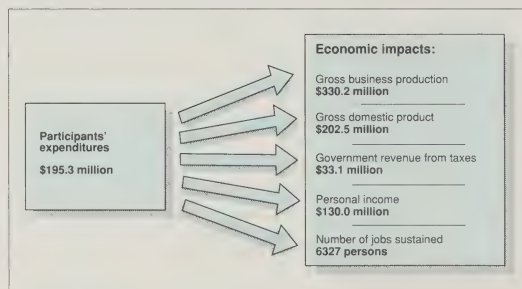 Participants'
expenditures
$195.3 million
Economic impacts:
Gross business production
$330.2 million
Gross domestic product
$202.5 million
Government revenue from taxes
$33.1 million
Personal income
$130.0 million
Number of jobs sustained
6327 persons